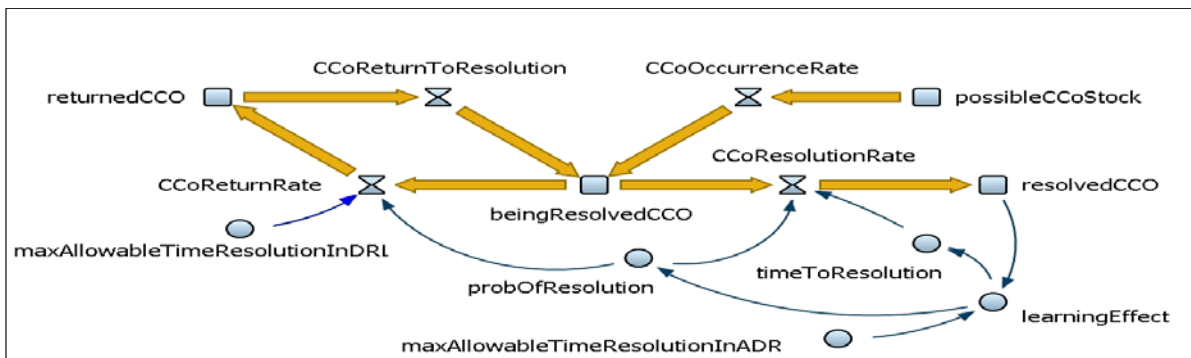 CCoReturnToResolution
CCoOccurrenceRate
returnedCCO
possibleCCoStock
CCoResolutionRate
CCoReturnRate
resolvedCCO
beingResolvedCCO
maxAllowableTimeResolutionInDRL
timeToResolution
probOfResolution
learningEffect
maxAllowableTimeResolutionInADR